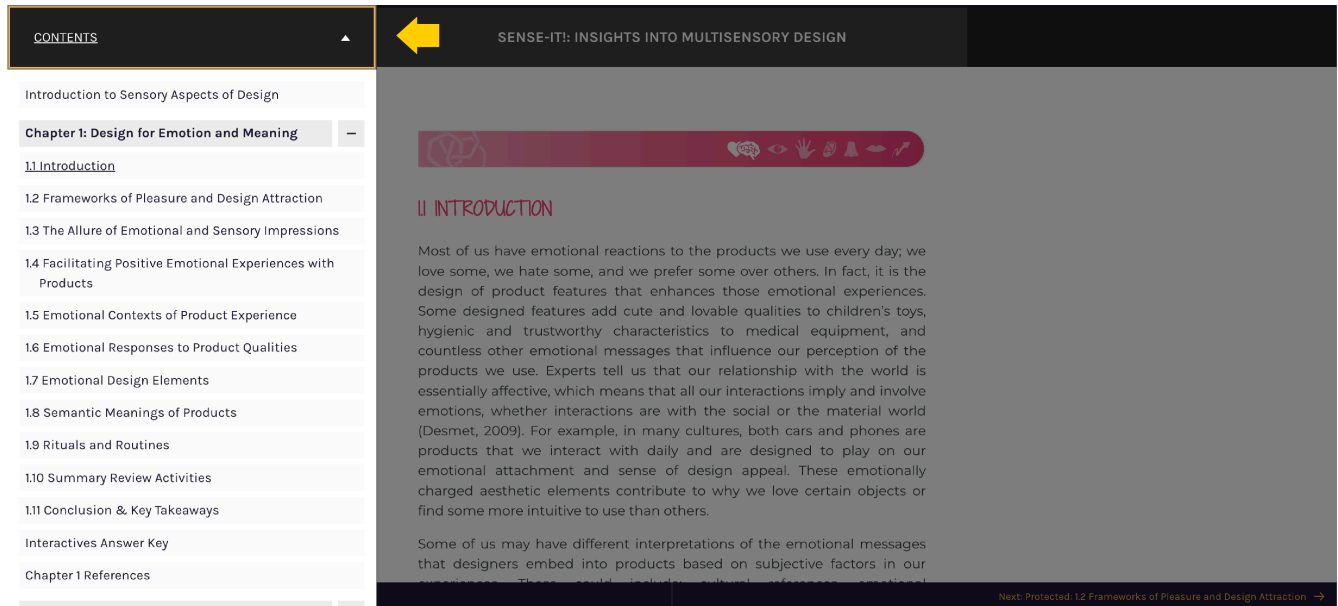 CONTENTS
SENSE-IT!: INSIGHTS INTO MULTISENSORY DESIGN
Introduction to Sensory Aspects of Design
Chapter 1: Design for Emotion and Meaning
1.1 Introduction
1.2 Frameworks of Pleasure and Design Attraction
1.3 The Allure of Emotional and Sensory Impressions
1.4 Facilitating Positive Emotional Experiences with
Products
1.5 Emotional Contexts of Product Experience
1.6 Emotional Responses to Product Qualities
1.7 Emotional Design Elements
1.8 Semantic Meanings of Products
1.9 Rituals and Routines
1.10 Summary Review Activities
1.11 Conclusion & Key Takeaways
Interactives Answer Key
Chapter 1 References
1.1 INTRODUCTION
Most of us have emotional reactions to the products we use every day; we
love some, we hate some, and we prefer some over others. In fact, it is the
design of product features that enhances those emotional experiences.
Some designed features add cute and lovable qualities to children's toys,
hygienic and trustworthy characteristics to medical equipment, and
countless other emotional messages that influence our perception of the
products we use. Experts tell us that our relationship with the world is
essentially affective, which means that all our interactions imply and involve
emotions, whether interactions are with the social or the material world
(Desmet, 2009). For example, in many cultures, both cars and phones are
products that we interact with daily and are designed to play on our
emotional attachment and sense of design appeal. These emotionally
charged aesthetic elements contribute to why we love certain objects or
find some more intuitive to use than others.
Some of us may have different interpretations of the emotional messages
that designers embed into products based on subjective factors in our
experiences. These could include: cultural references, emotional
Next: Protected: 1.2 Frameworks of Pleasure and Design Attraction →